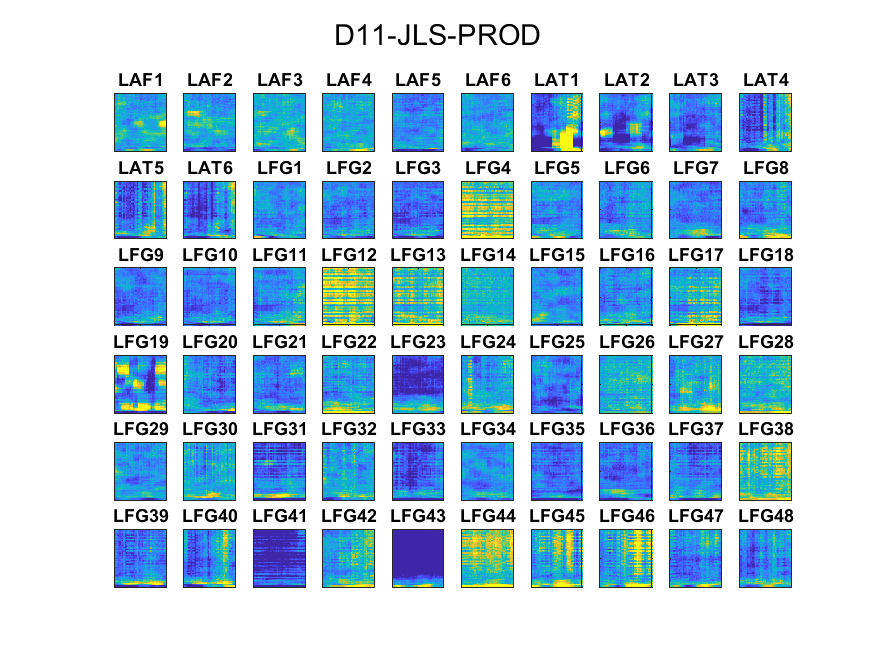 D11-JLS-PROD
LAF1 LAF2 LAF3 LAF4 LAF5 LAF6 LAT1 LAT2 LAT3 LAT4
LAT5 LAT6 LFG1 LFG2 LFG3 LFG4 LFG5 LFG6 LFG7 LFG8
LFG9 LFG10 LFG11 LFG12 LFG13 LFG14 LFG15 LFG16 LFG17 LFG18
LFG19 LFG20 LFG21 LFG22 LFG23 LFG24 LFG25 LFG26 LFG27 LFG28
LFG29 LFG30 LFG31 LFG32 LFG33 LFG34 LFG35 LFG36 LFG37 LFG38
LFG39 LFG40 LFG41 LFG42 LFG43 LFG44 LFG45 LFG46 LFG47 LFG48